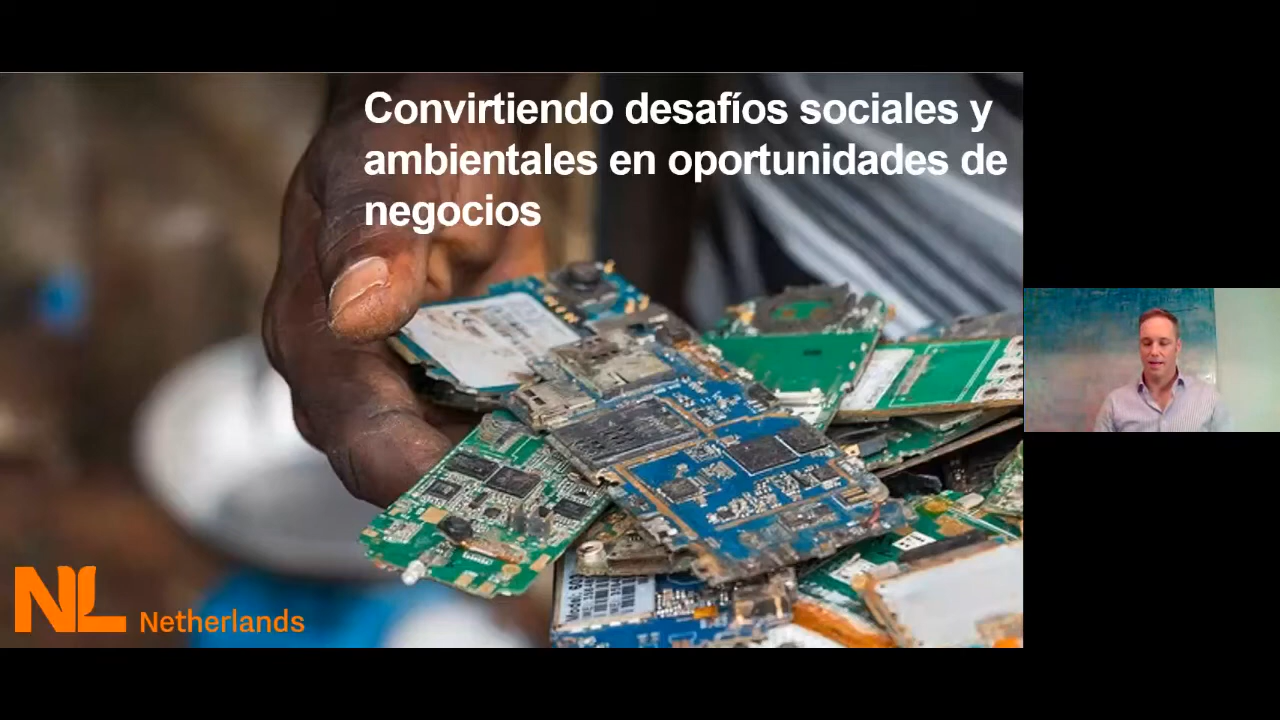 Convirtiendo desafíos sociales y
ambientales en oportunidades de
negocios
NL Netherlands